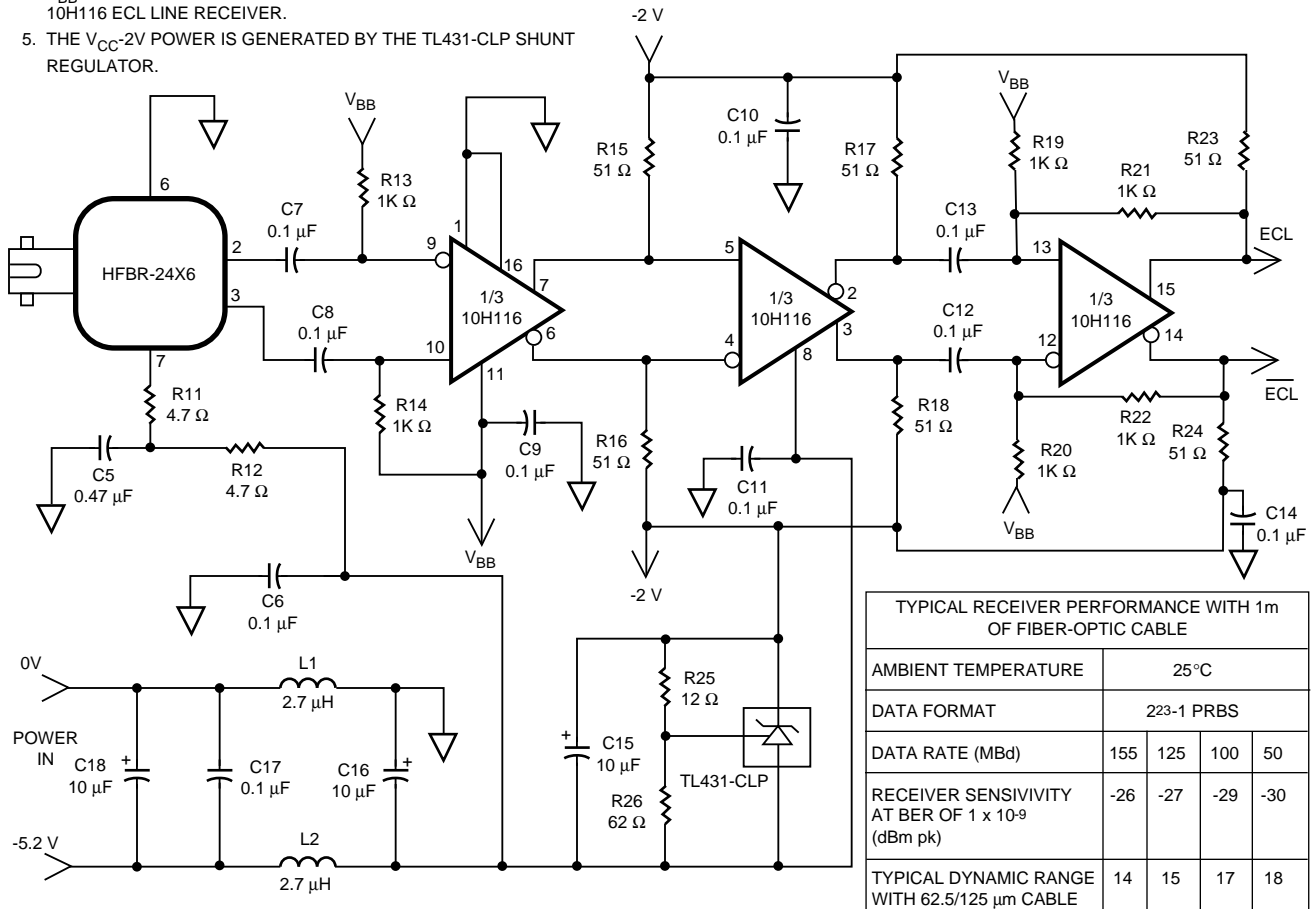 BB
10H116 ECL LINE RECEIVER.
5. THE VCC-2V POWER IS GENERATED BY THE TL431-CLP SHUNT
REGULATOR.
-2 V
6
VBB
R13
1K Ω
C7
0.1 µF
2
3
HFBR-24X6
7
C8
0.1 µF
R11
4.7 Ω
C5
0.47 µF
R12
4.7 Ω
R14
1K Ω
1
16
9
10
11
7
6
1/3
10H116
C9
0.1 µF
VBB
C6
0.1 µF
R15
51 Ω
C10
0.1 µF
R17
51 Ω
R16
51 Ω
5
4
1/3
10H116
2
3
8
C11
0.1 µF
-2 V
C13
0.1 µF
C12
0.1 µF
R18
51 Ω
VBB
R19
1K Ω
R21
1K Ω
R23
51 Ω
13
12
1/3
10H116
15
14
ECL
ECL
R22
1K Ω
R24
51 Ω
R20
1K Ω
VBB
C14
0.1 µF
0V
POWER
IN
-5.2 V
C18
+
10 µF
C17
0.1 µF
L1
2.7 µH
C16
+
10 µF
L2
2.7 µH
+
C15
10 µF
R25
12 Ω
R26
62 Ω
TL431-CLP
TYPICAL RECEIVER PERFORMANCE WITH 1m
OF FIBER-OPTIC CABLE
AMBIENT TEMPERATURE 25°C
DATA FORMAT 223-1 PRBS
DATA RATE (MBd) 155 125 100 50
RECEIVER SENSIVIVITY -26 -27 -29 -30
AT BER OF 1 x 10-9
(dBm pk)
TYPICAL DYNAMIC RANGE 14 15 17 18
WITH 62.5/125 µm CABLE